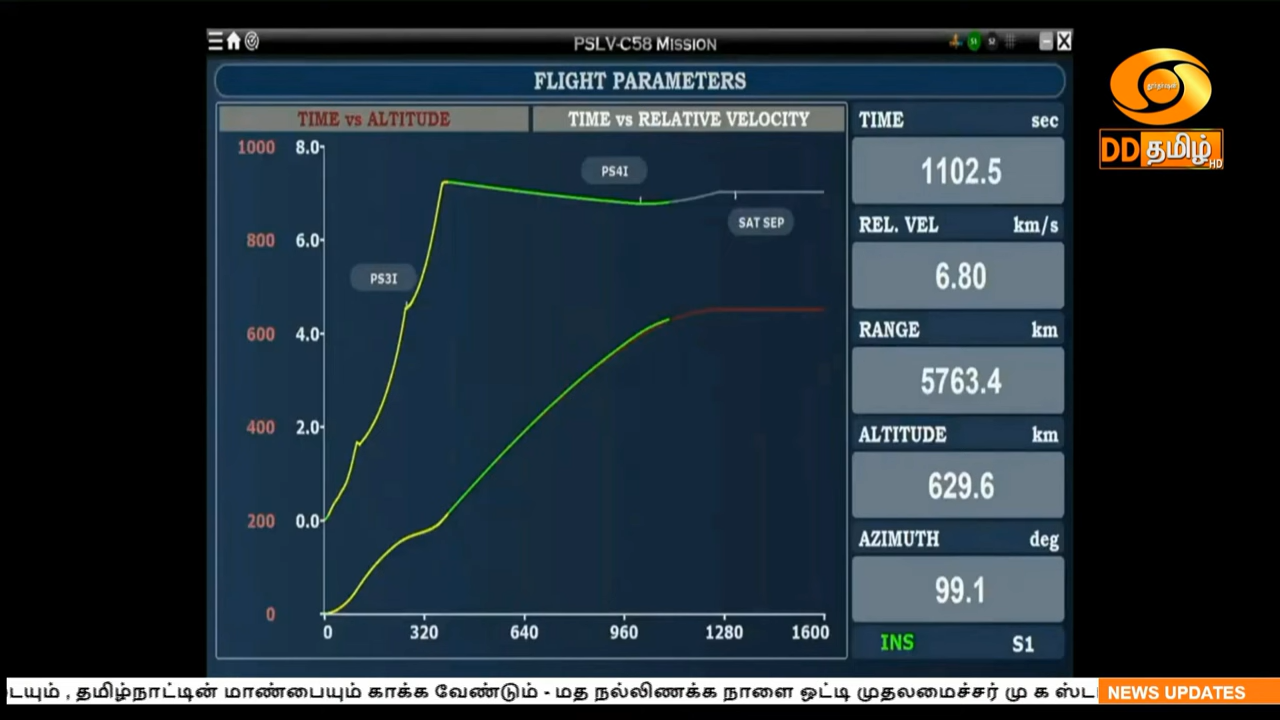 PSLV-C58 MISSION
FLIGHT PARAMETERS
TIME vs ALTITUDE
TIME vs RELATIVE VELOCITY
1000
800
600
400
200
0
8.0
6.0
4.0
2.0
0.0
PS4I
SAT SEP
PS3I
0 320 640 960 1280 1600
TIME sec
1102.5
REL. VEL km/s
6.80
RANGE km
5763.4
ALTITUDE km
629.6
AZIMUTH deg
99.1
INS S1
DD தமிழ் HD
டையும் , தமிழ்நாட்டின் மாண்பையும் காக்க வேண்டும் - மத நல்லிணக்க நாளை ஒட்டி முதலமைச்சர் மு க ஸ்ட
NEWS UPDATES